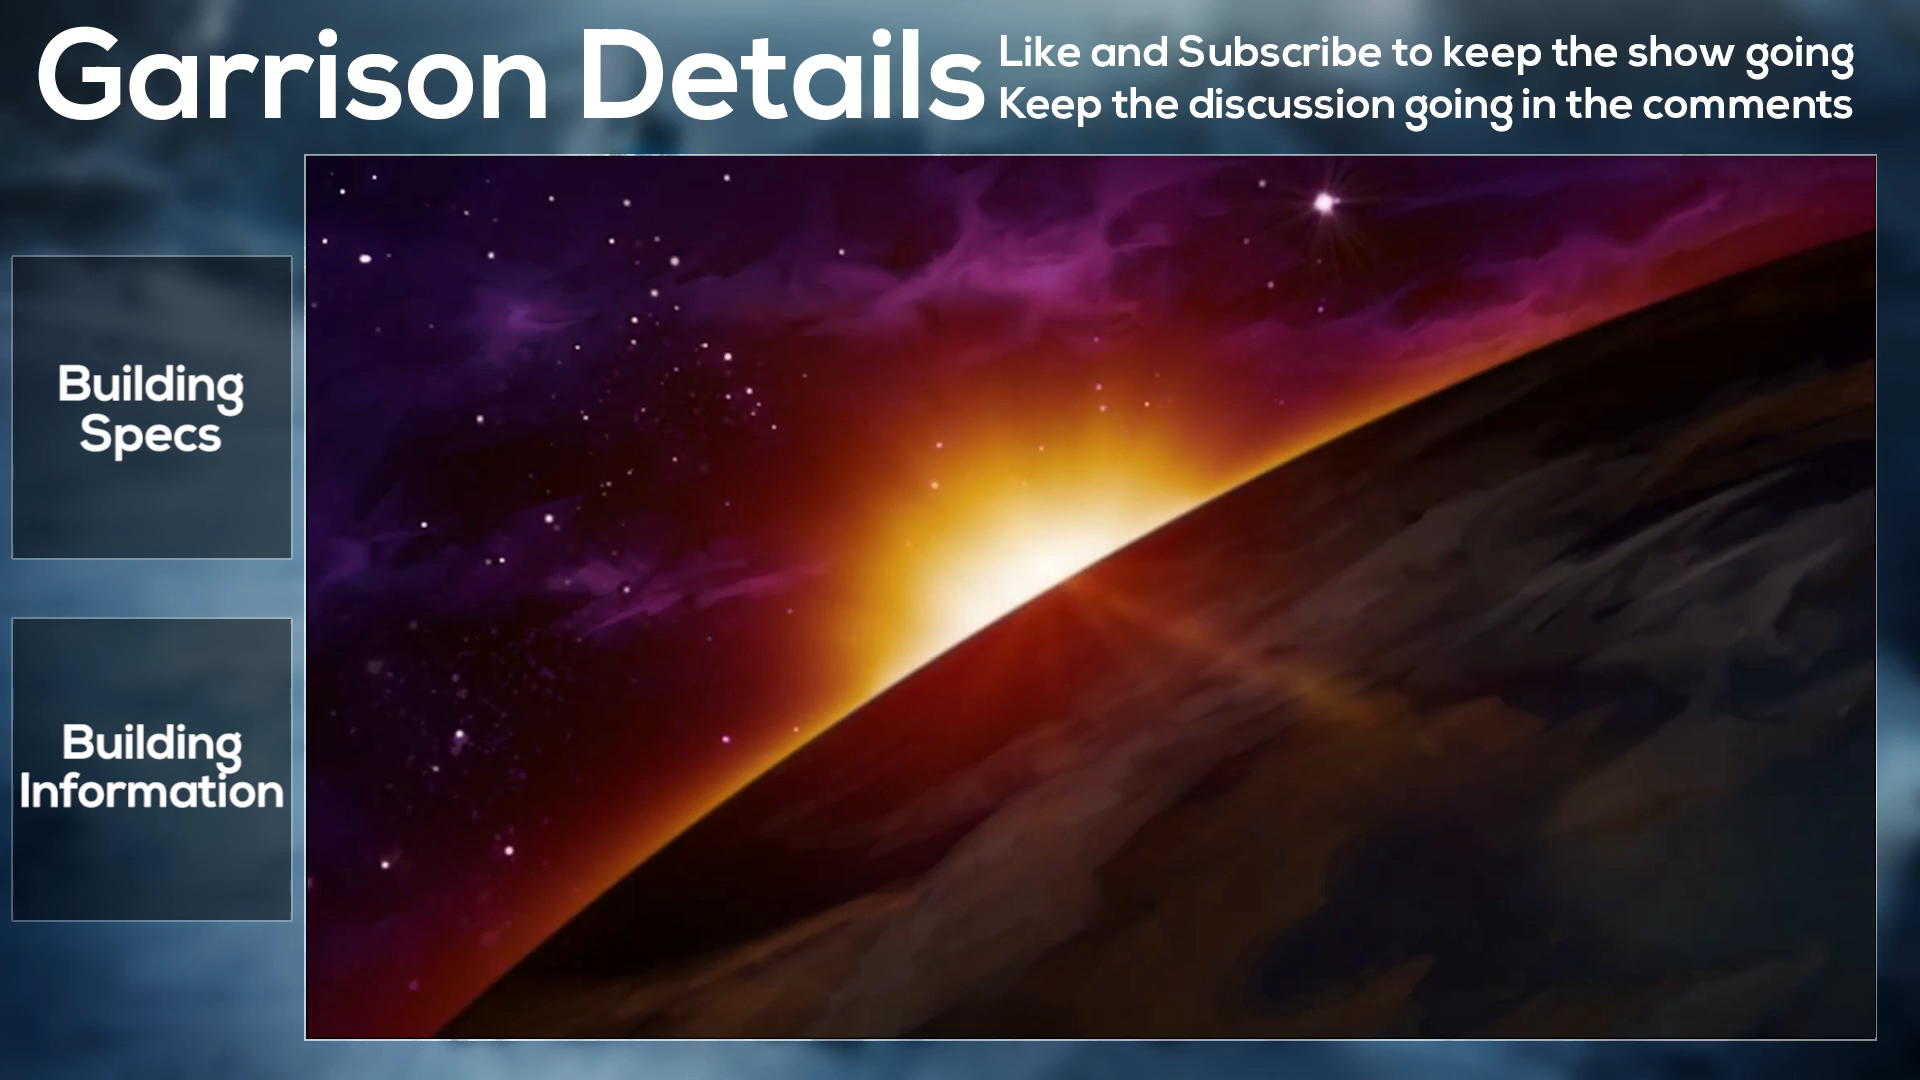 Garrison Details
Like and Subscribe to keep the show going
Keep the discussion going in the comments
Building
Specs
Building
Information